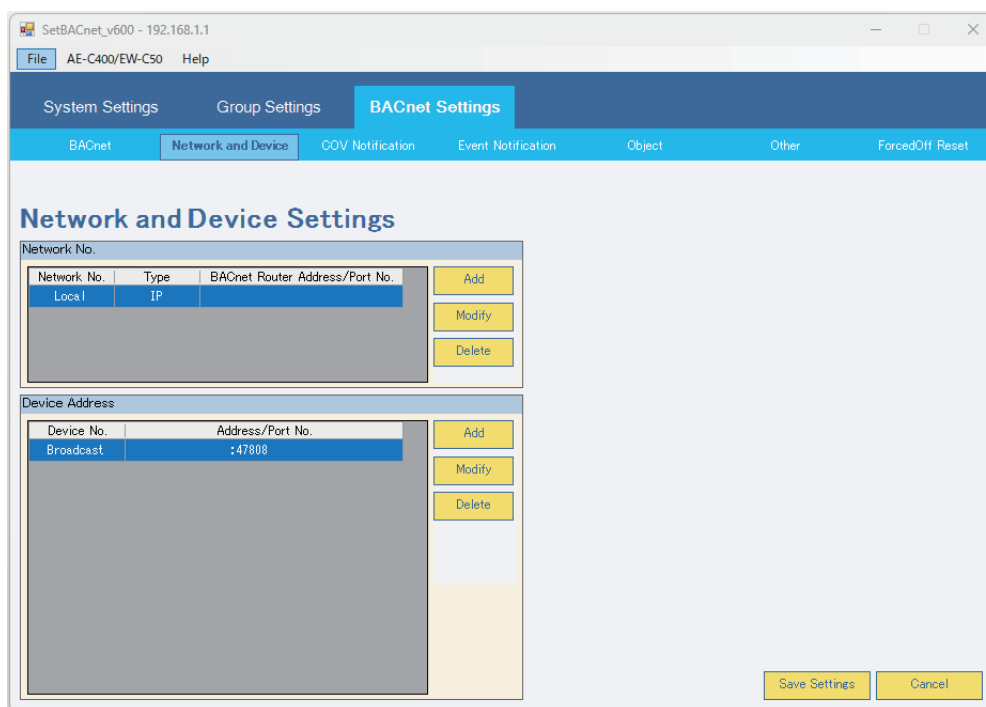 SetBACnet_v600 - 192.168.1.1
File AE-C400/EW-C50 Help
System Settings Group Settings BACnet Settings
BACnet Network and Device COV Notification Event Notification Object Other ForcedOff Reset
Network and Device Settings
Network No.
Network No. Type BACnet Router Address/Port No.
Local IP
Add
Modify
Delete
Device Address
Device No. Address/Port No.
Broadcast :47808
Add
Modify
Delete
Save Settings Cancel